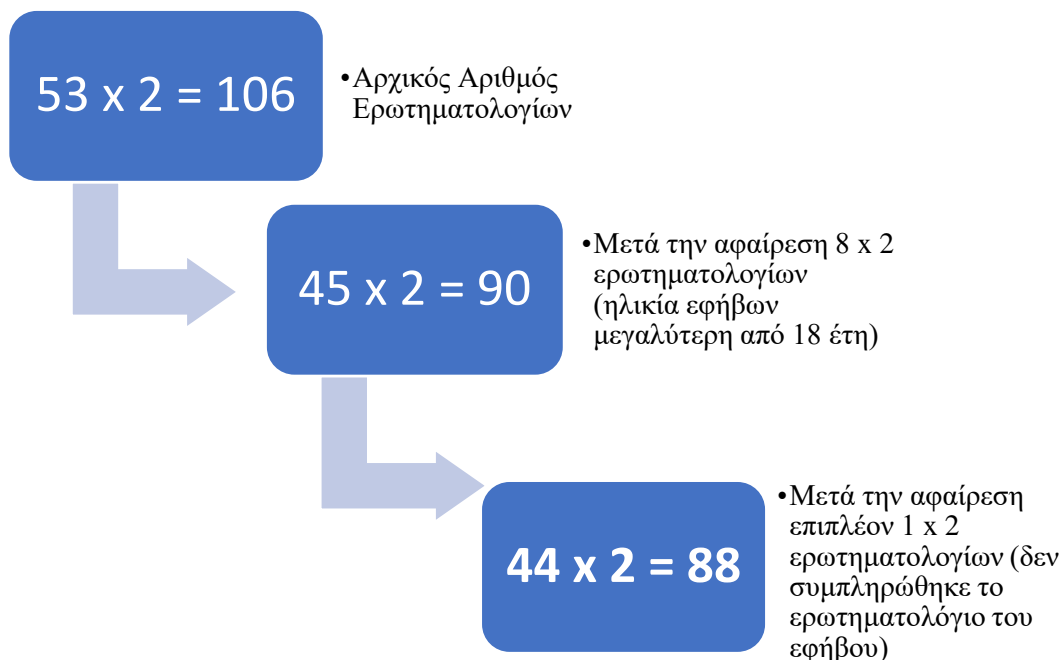 53 x 2 = 106
•Αρχικός Αριθμός
Ερωτηματολογίων
45 x 2 = 90
•Μετά την αφαίρεση 8 x 2
ερωτηματολογίων
(ηλικία εφήβων
μεγαλύτερη από 18 έτη)
44 x 2 = 88
•Μετά την αφαίρεση
επιπλέον 1 x 2
ερωτηματολογίων (δεν
συμπληρώθηκε το
ερωτηματολόγιο του
εφήβου)